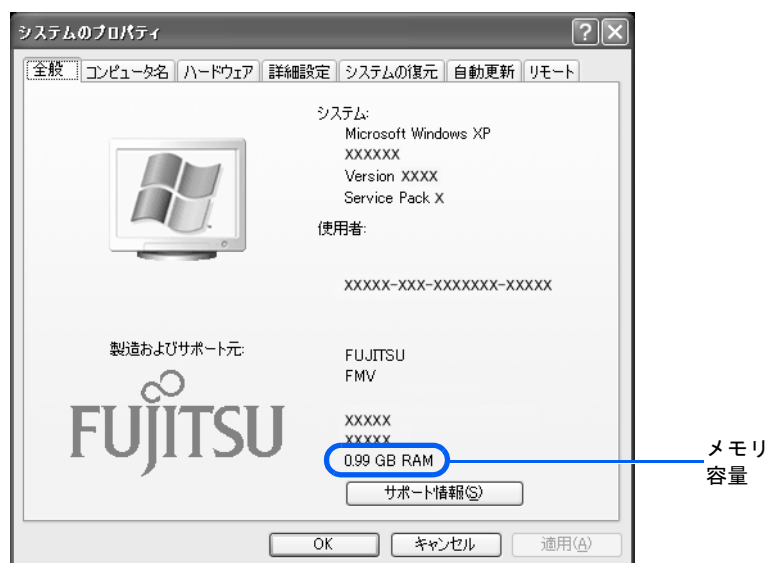 システムのプロパティ
全般 コンピュータ名 ハードウェア 詳細設定 システムの復元 自動更新 リモート
システム:
Microsoft Windows XP
XXXXXX
Version XXXX
Service Pack X
使用者:
XXXXX-XXX-XXXXXXX-XXXXX
製造およびサポート元:
FUJITSU
FUJITSU
FMV
XXXXX
XXXXX
0.99 GB RAM
メモリ
容量
サポート情報(S)
OK キャンセル 適用(A)